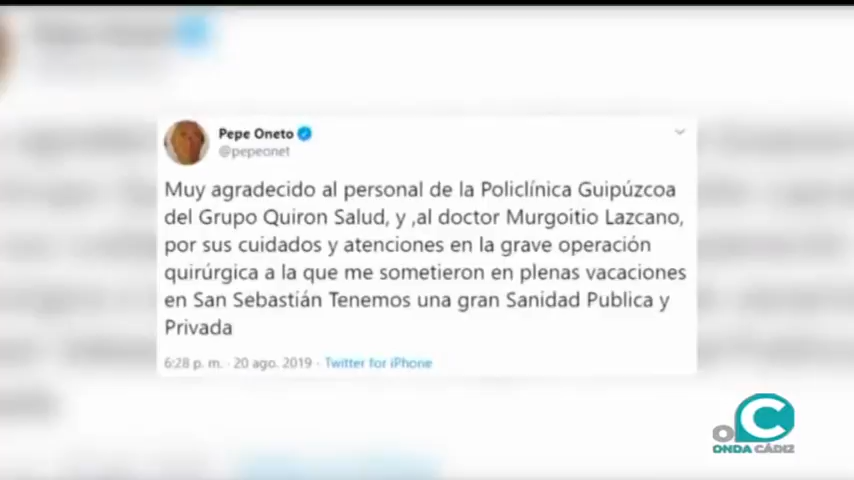 Pepe Oneto
@pepeonet
Muy agradecido al personal de la Policlínica Guipúzcoa
del Grupo Quiron Salud, y ,al doctor Murgoitio Lazcano,
por sus cuidados y atenciones en la grave operación
quirúrgica a la que me sometieron en plenas vacaciones
en San Sebastián Tenemos una gran Sanidad Publica y
Privada
6:28 p. m. · 20 ago. 2019 · Twitter for iPhone
OC
ONDA CÁDIZ